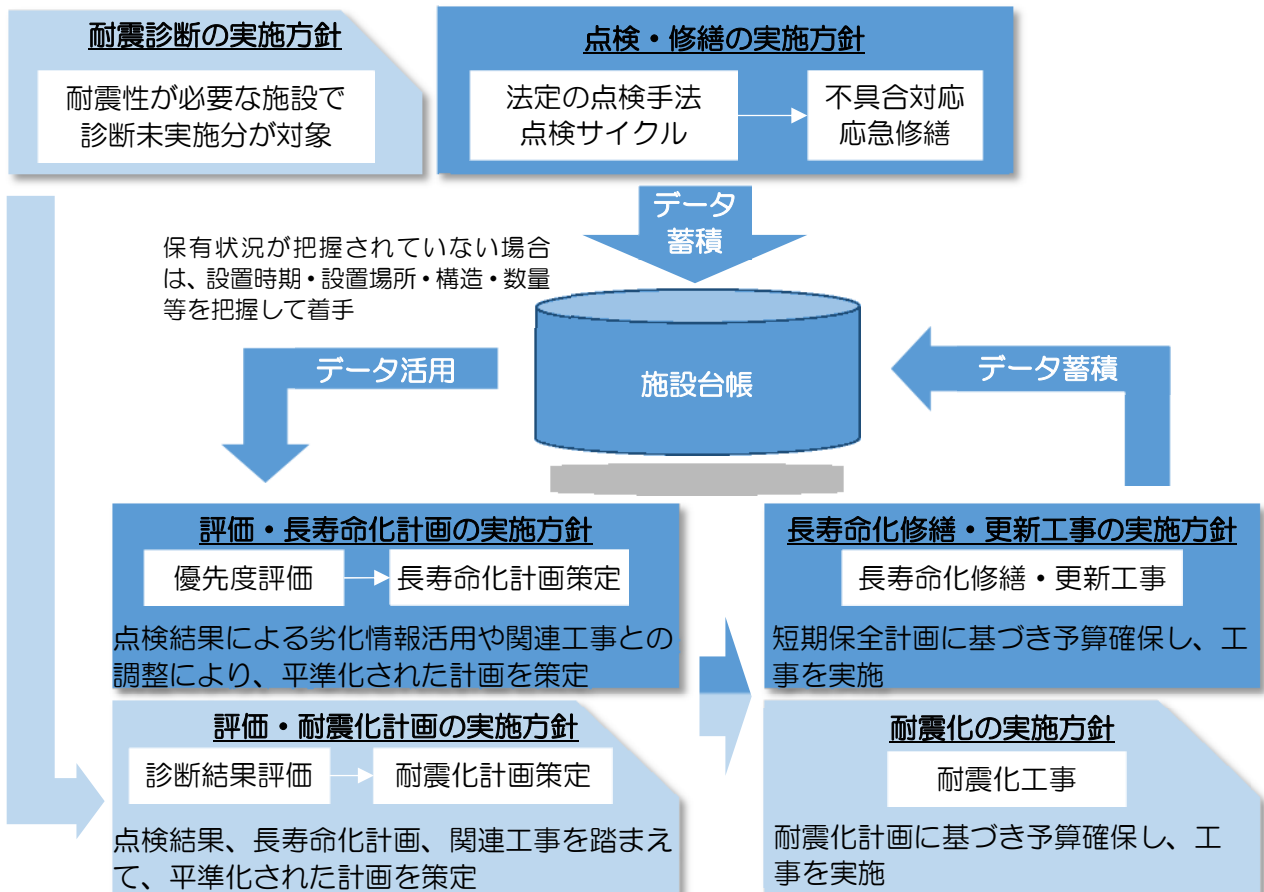 耐震診断の実施方針
耐震性が必要な施設で
診断未実施分が対象
点検・修繕の実施方針
法定の点検手法
点検サイクル
不具合対応
応急修繕
データ
蓄積
保有状況が把握されていない場合
は、設置時期・設置場所・構造・数量
等を把握して着手
データ活用
施設台帳
データ蓄積
評価・長寿命化計画の実施方針
優先度評価
長寿命化計画策定
点検結果による劣化情報活用や関連工事との
調整により、平準化された計画を策定
長寿命化修繕・更新工事の実施方針
長寿命化修繕・更新工事
短期保全計画に基づき予算確保し、工
事を実施
評価・耐震化計画の実施方針
診断結果評価
耐震化計画策定
点検結果、長寿命化計画、関連工事を踏まえ
て、平準化された計画を策定
耐震化の実施方針
耐震化工事
耐震化計画に基づき予算確保し、工
事を実施